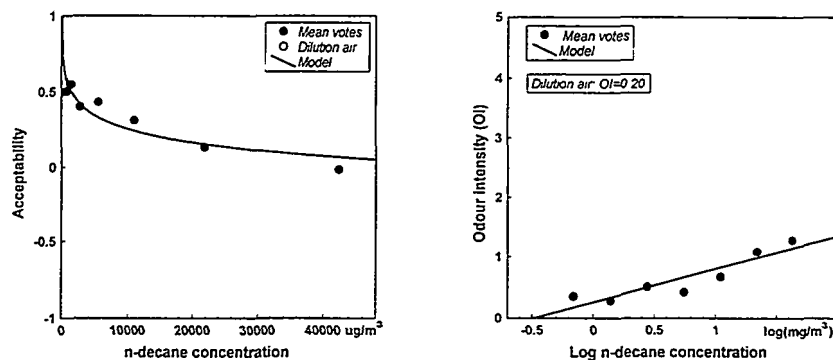 1
0.5
0
-0.5
-1
Acceptability
Mean votes
Dilution air
Model
0 10000 20000 30000 40000 ug/m³
n-decane concentration
5
4
3
2
1
0
Odour intensity (OI)
Mean votes
Model
Dilution air OI=0 20
-0.5 0 0.5 1 log(mg/m³)
Log n-decane concentration